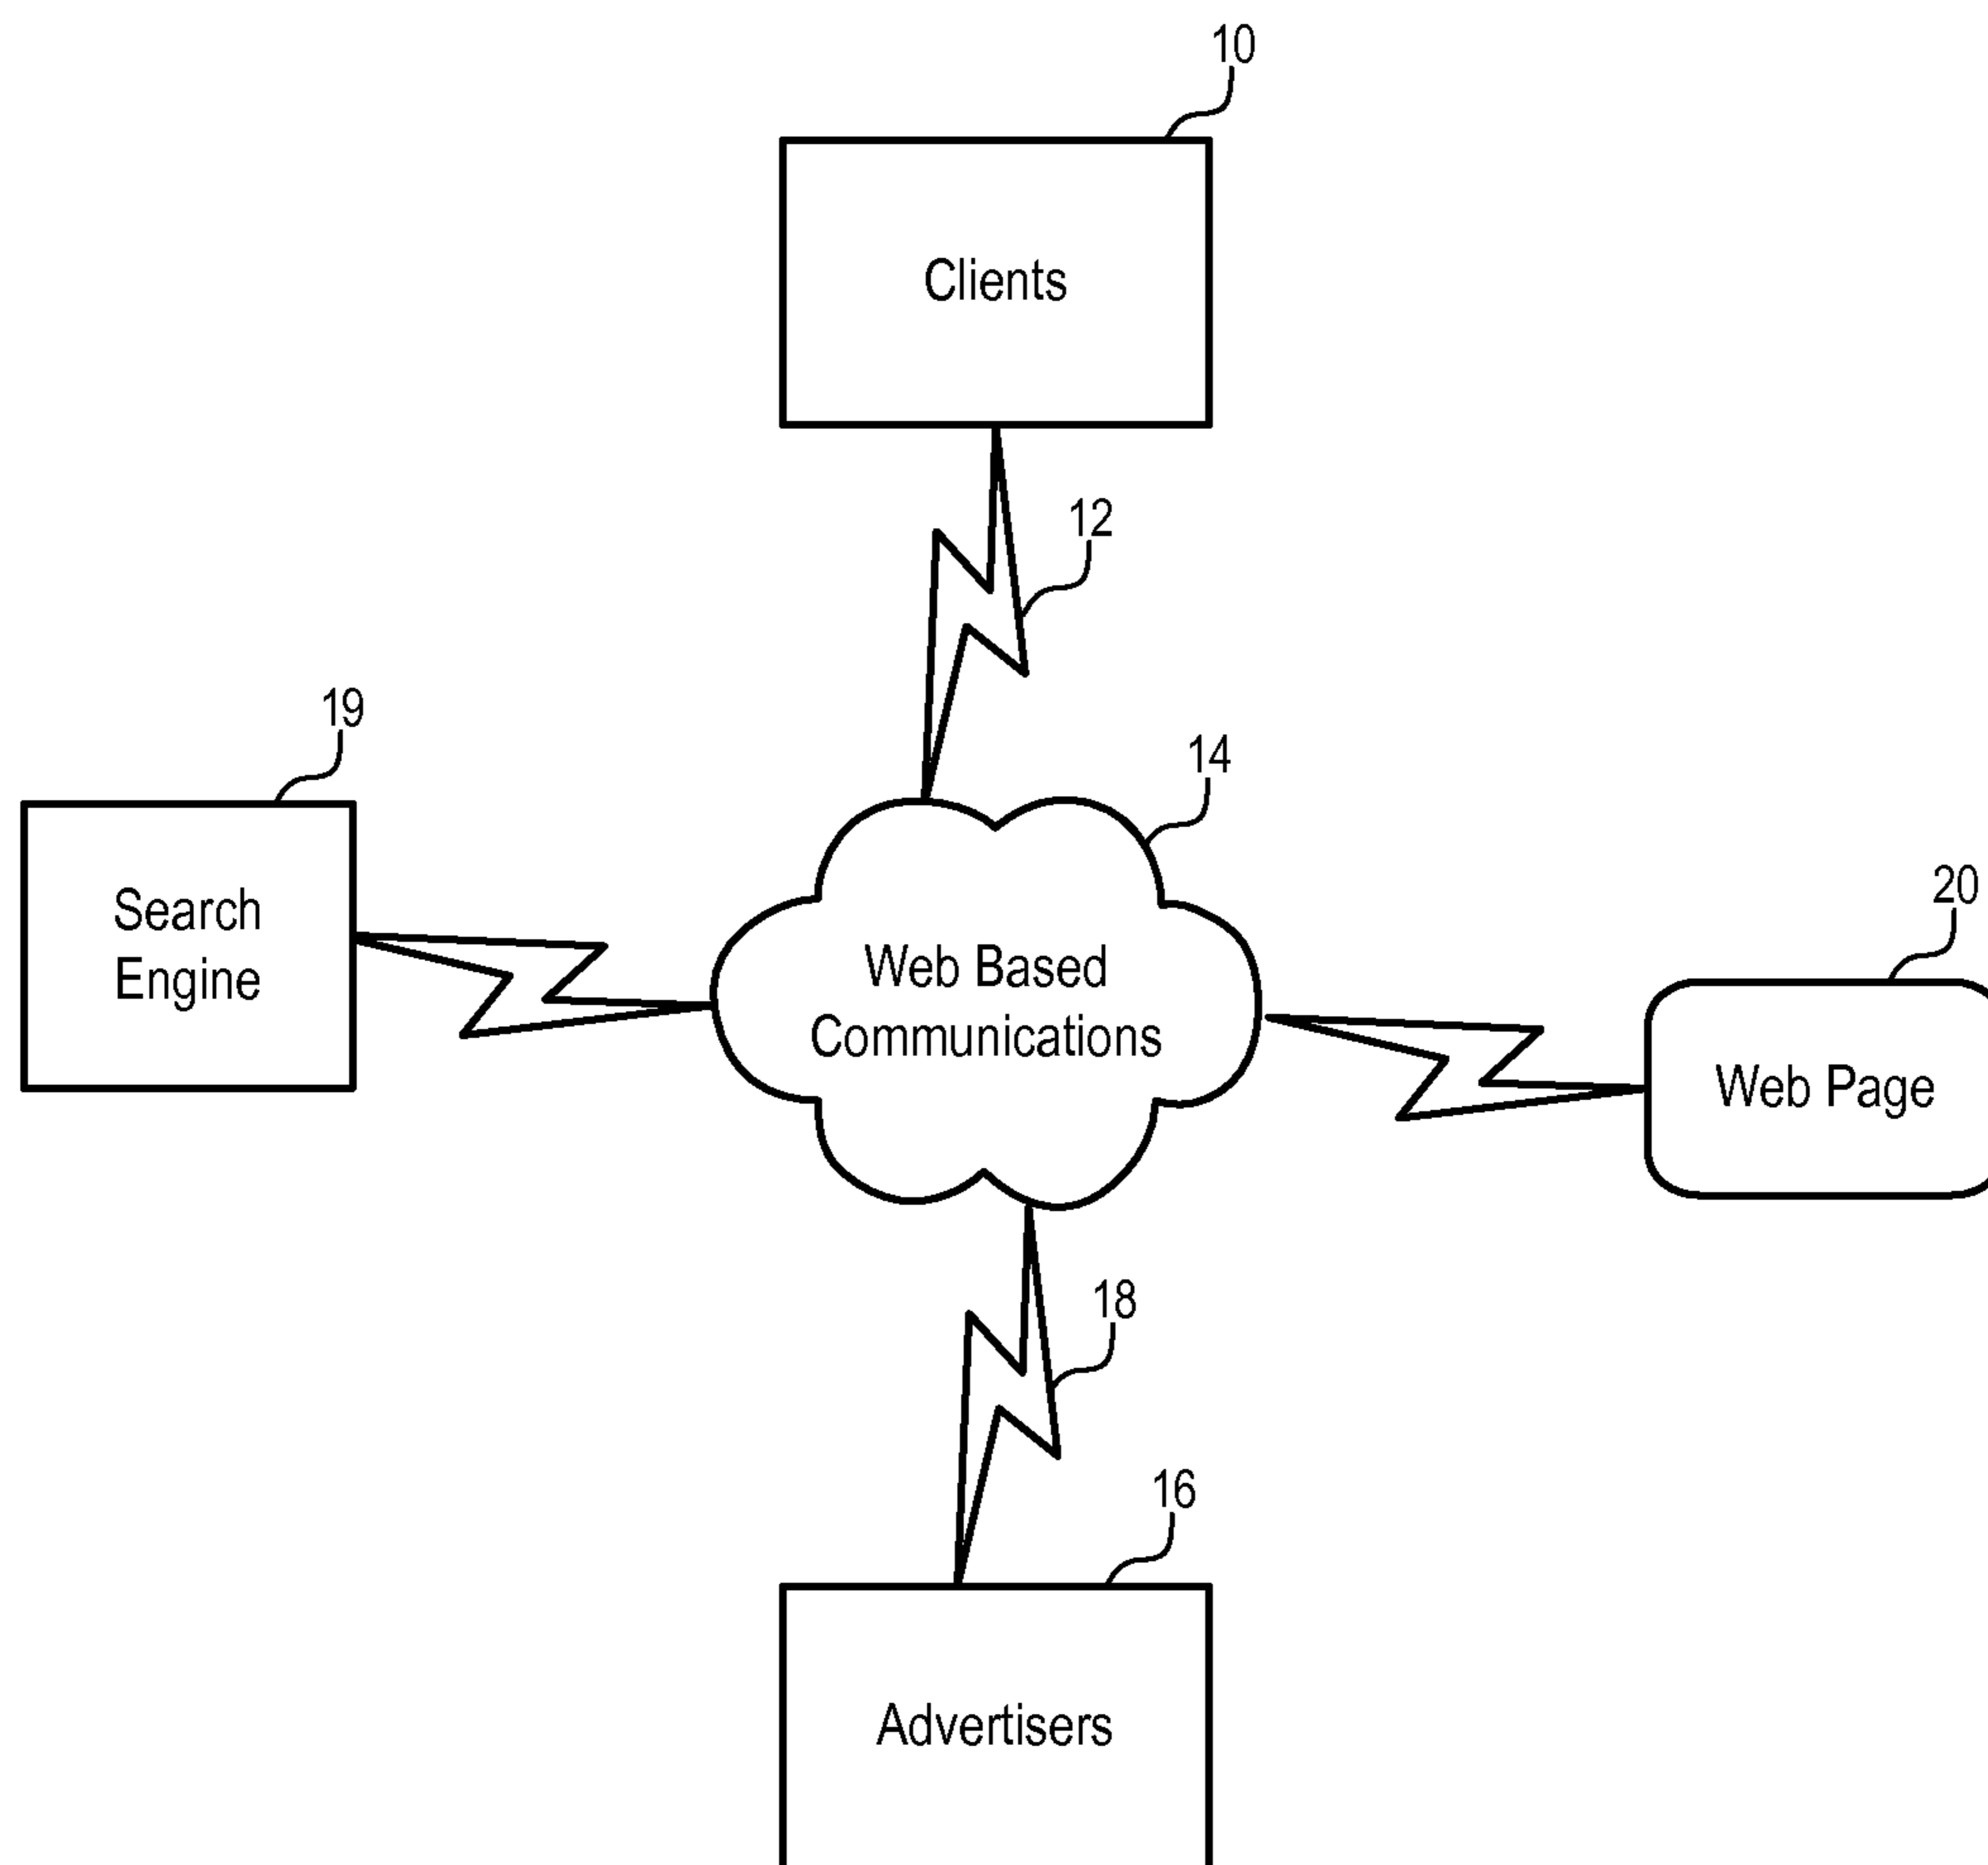 10
Clients
12
19
14
Search
Engine
20
Web Based
Communications
Web Page
18
16
Advertisers